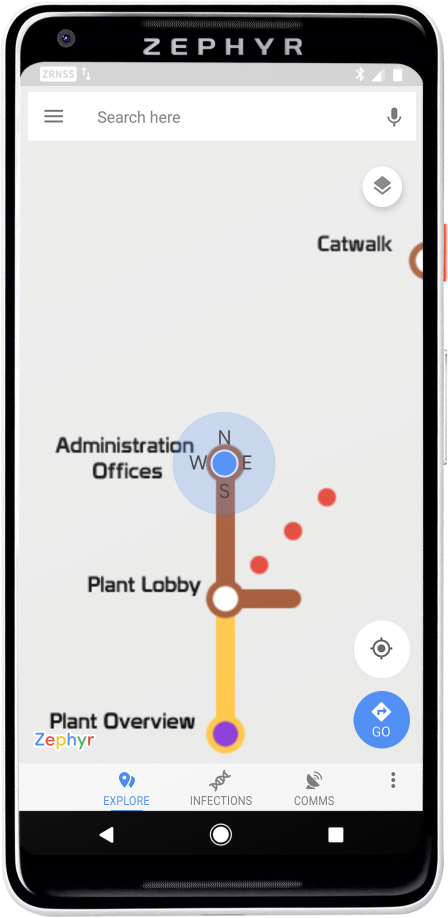 ZEPHYR
ZRNSS
Search here
Catwalk
N
Administration
W E
Offices
S
Plant Lobby
Plant Overview
Zephyr
GO
EXPLORE INFECTIONS COMMS